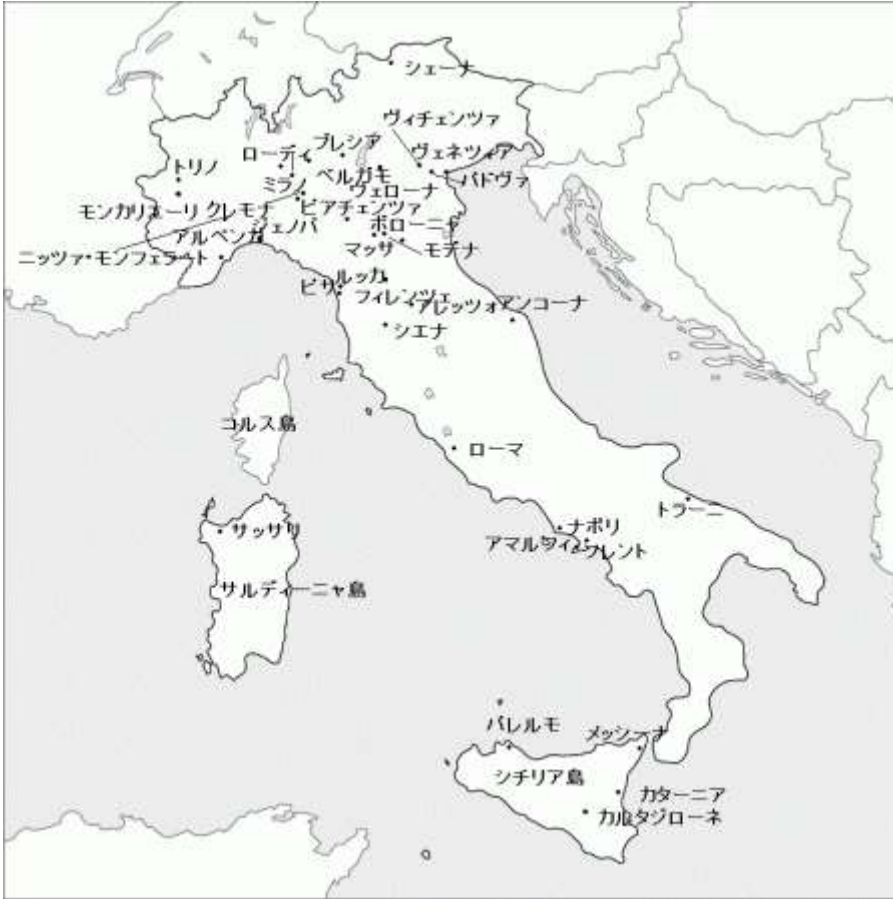 シェーナ
ヴィチェンツァ
ブレシア
ローディ
ヴェネツィア
トリノ
ベルガモ
パドヴァ
ミラノ
ヴェローナ
ピアチェンツァ
モンカリエーリ
クレモナ
ジェノバ
ボローニャ
アルベンガ
マッサ
モデナ
ニッツァ・モンフェラート
ルッカ
ピサ
フィレンツェ
アレッツォ
アンコーナ
シエナ
コルス島
ローマ
トラーニ
サッサリ
ナポリ
アマルフィ
サルディーニャ島
パレルモ
メッシーナ
シチリア島
カターニア
カルタジローネ